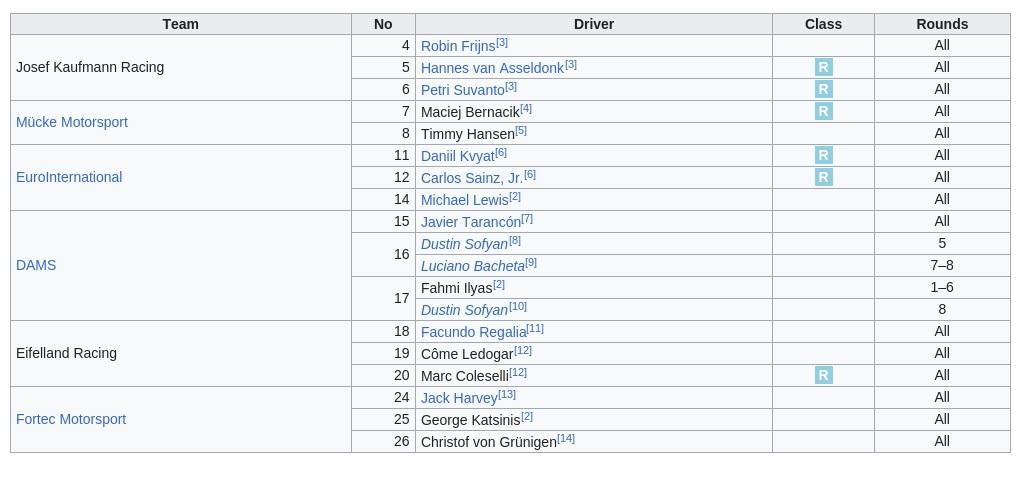 Team No Driver Class Rounds
Josef Kaufmann Racing 4 Robin Frijns[3] All
5 Hannes van Asseldonk[3] R All
6 Petri Suvanto[3] R All
Mücke Motorsport 7 Maciej Bernacik[4] R All
8 Timmy Hansen[5] All
EuroInternational 11 Daniil Kvyat[6] R All
12 Carlos Sainz, Jr.[6] R All
14 Michael Lewis[2] All
DAMS 15 Javier Tarancón[7] All
16 Dustin Sofyan[8] 5
Luciano Bacheta[9] 7–8
17 Fahmi Ilyas[2] 1–6
Dustin Sofyan[10] 8
Eifelland Racing 18 Facundo Regalia[11] All
19 Côme Ledogar[12] All
20 Marc Coleselli[12] R All
Fortec Motorsport 24 Jack Harvey[13] All
25 George Katsinis[2] All
26 Christof von Grünigen[14] All